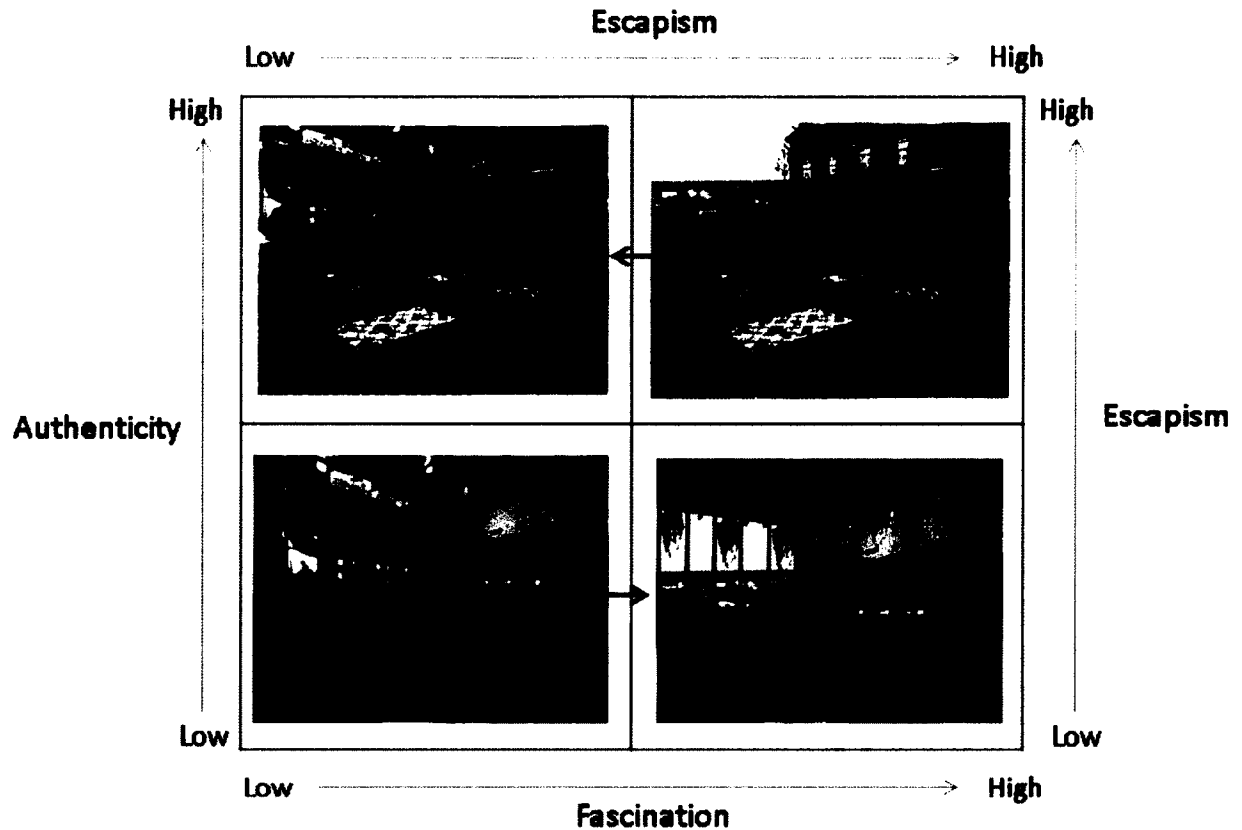 Escapism
Low High
High High
Authenticity Escapism
Low Low
Low High
Fascination